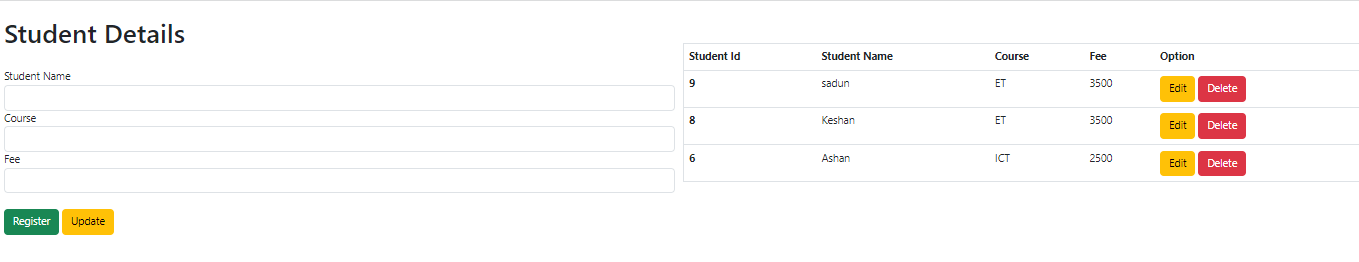 Student Details
Student Name
Course
Fee
Register Update
Student Id Student Name Course Fee Option
9 sadun ET 3500 Edit Delete
8 Keshan ET 3500 Edit Delete
6 Ashan ICT 2500 Edit Delete